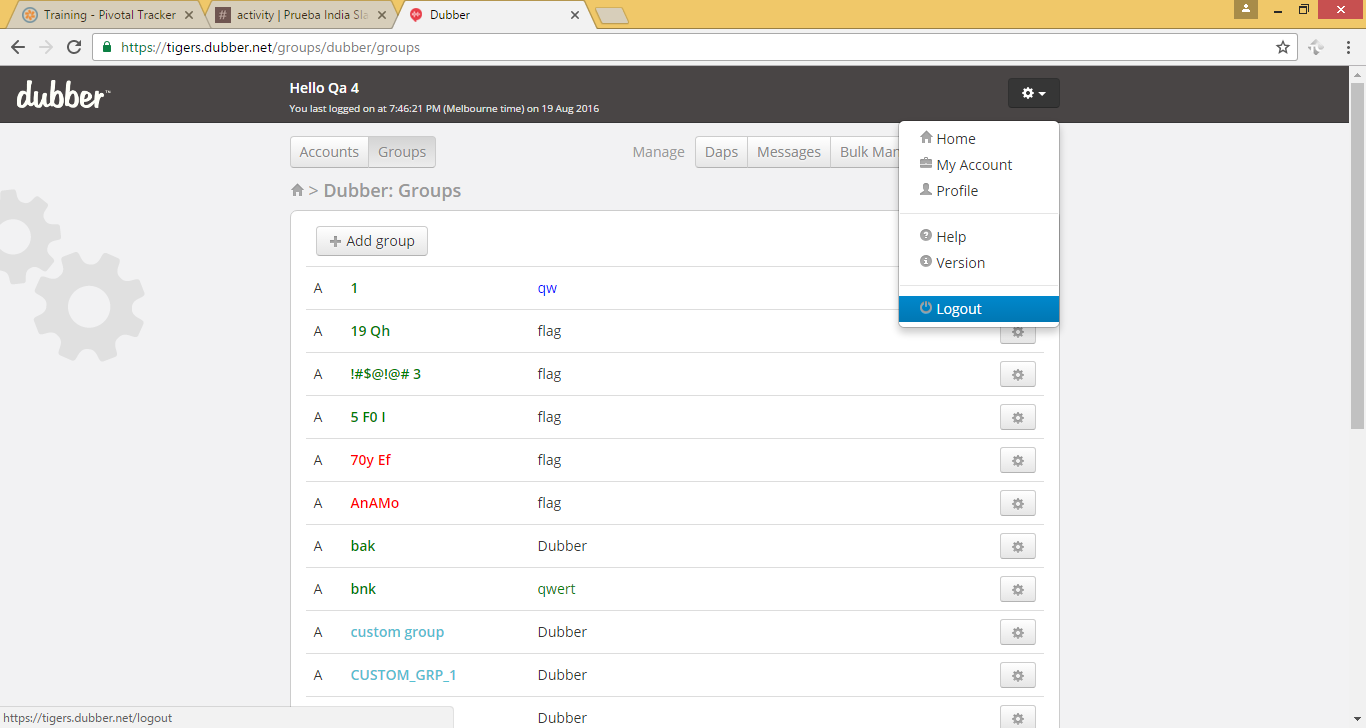 Training - Pivotal Tracker
activity | Prueba India Sla
Dubber
https://tigers.dubber.net/groups/dubber/groups
dubber™
Hello Qa 4
You last logged on at 7:46:21 PM (Melbourne time) on 19 Aug 2016
Accounts Groups
Manage Daps Messages Bulk Man
Home
My Account
Profile
Help
Version
Logout
> Dubber: Groups
+ Add group
A 1 qw
A 19 Qh flag
A !#$@!@# 3 flag
A 5 F0 I flag
A 70y Ef flag
A AnAMo flag
A bak Dubber
A bnk qwert
A custom group Dubber
A CUSTOM_GRP_1 Dubber
Dubber
https://tigers.dubber.net/logout